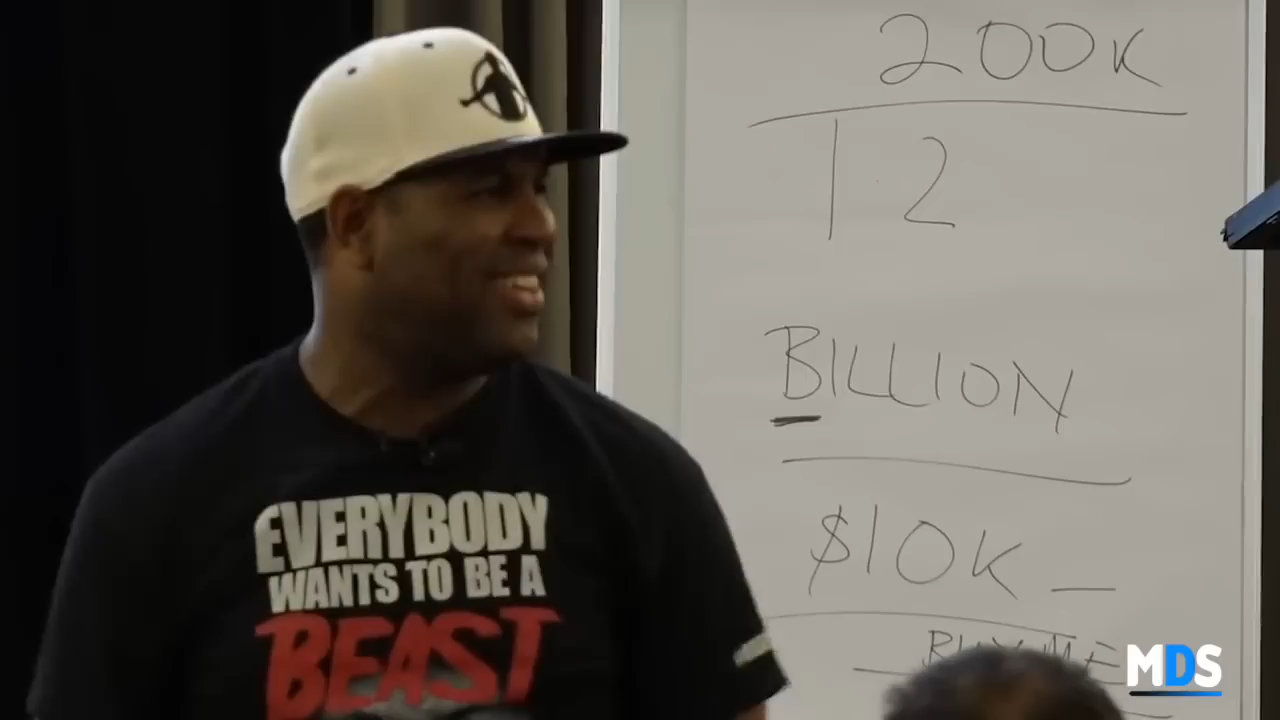 200K
12
BILLION
$10K _
EVERYBODY
WANTS TO BE A
BEAST
MDS